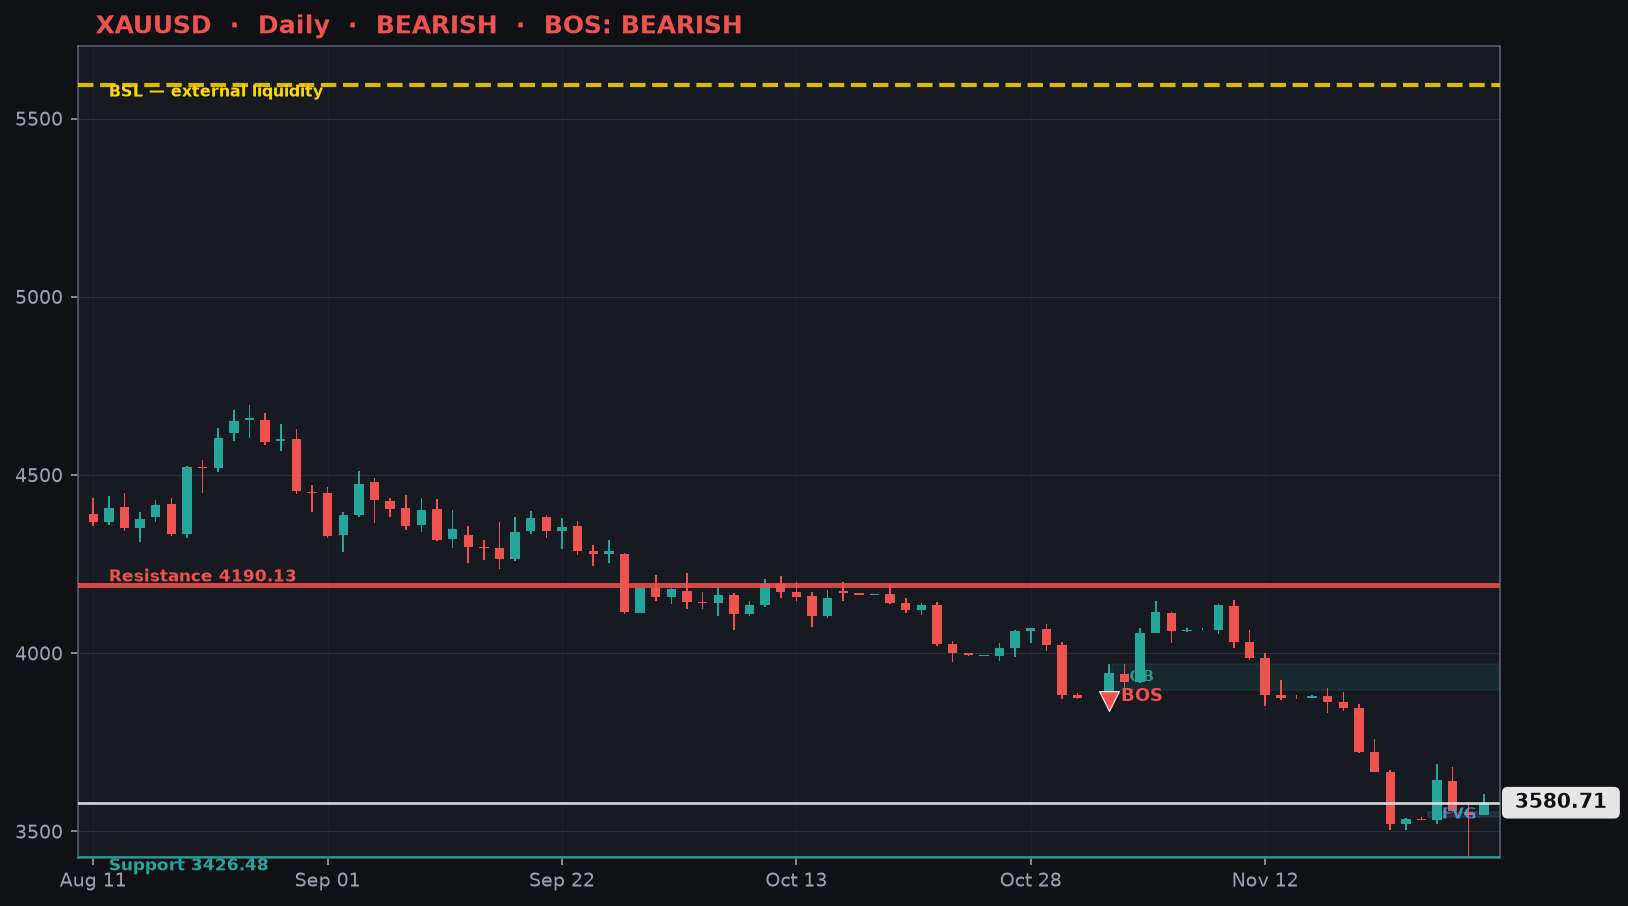 XAUUSD · Daily · BEARISH · BOS: BEARISH
BSL — external liquidity
5500
5000
4500
Resistance 4190.13
4000
OB
BOS
3580.71
FVG
3500
Support 3426.48
Aug 11
Sep 01
Sep 22
Oct 13
Oct 28
Nov 12